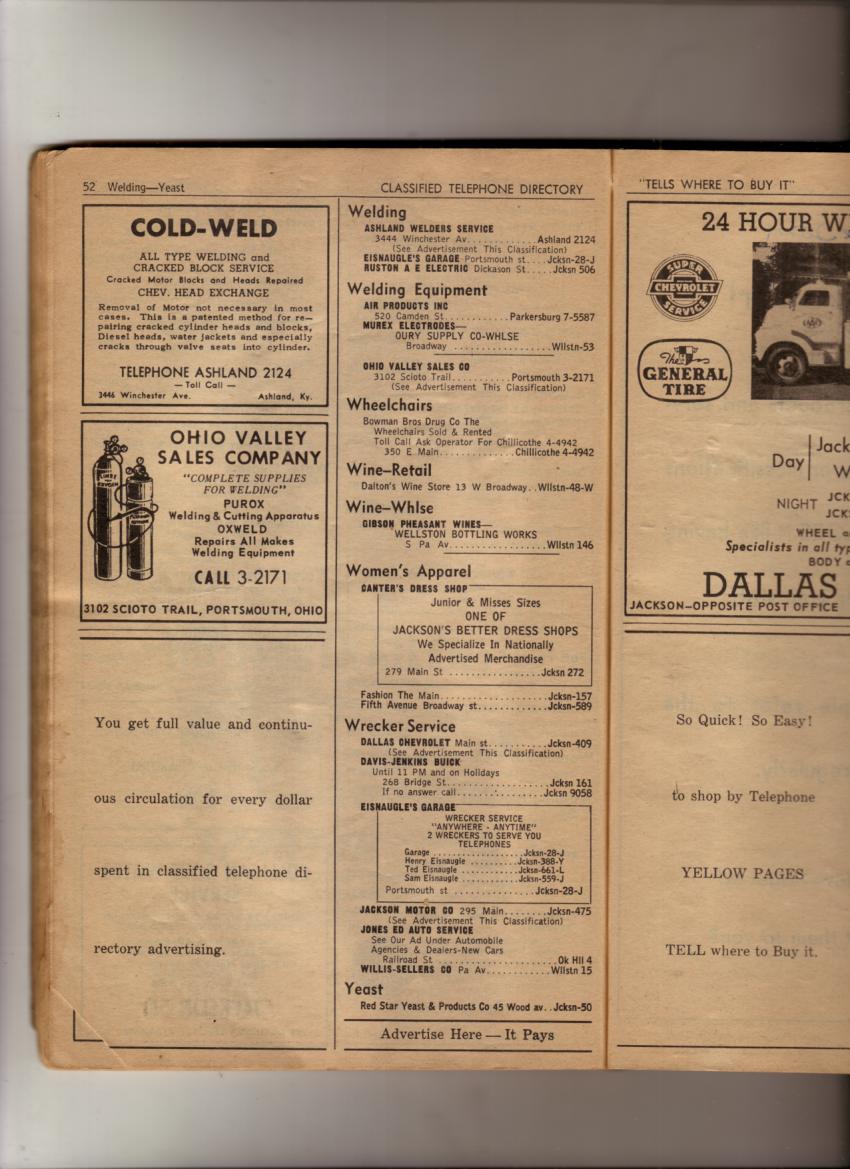 52 Welding—Yeast
CLASSIFIED TELEPHONE DIRECTORY
COLD-WELD
ALL TYPE WELDING and
CRACKED BLOCK SERVICE
Cracked Motor Blocks and Heads Repaired
CHEV. HEAD EXCHANGE
Removal of Motor not necessary in most
cases. This is a patented method for re-
pairing cracked cylinder heads and blocks,
Diesel heads, water jackets and especially
cracks through valve seats into cylinder.
TELEPHONE ASHLAND 2124
— Toll Call —
3446 Winchester Ave. Ashland, Ky.
OHIO VALLEY
SALES COMPANY
"COMPLETE SUPPLIES
FOR WELDING"
PUROX
Welding & Cutting Apparatus
OXWELD
Repairs All Makes
Welding Equipment
CALL 3-2171
3102 SCIOTO TRAIL, PORTSMOUTH, OHIO
You get full value and continu-
ous circulation for every dollar
spent in classified telephone di-
rectory advertising.
Welding
ASHLAND WELDERS SERVICE
3444 Winchester Av............Ashland 2124
(See Advertisement This Classification)
EISNAUGLE'S GARAGE Portsmouth st....Jcksn-28-J
RUSTON A E ELECTRIC Dickason St.....Jcksn 506
Welding Equipment
AIR PRODUCTS INC
520 Camden St...........Parkersburg 7-5587
MUREX ELECTRODES—
OURY SUPPLY CO-WHLSE
Broadway ..................Wllstn-53
OHIO VALLEY SALES CO
3102 Scioto Trail..........Portsmouth 3-2171
(See Advertisement This Classification)
Wheelchairs
Bowman Bros Drug Co The
Wheelchairs Sold & Rented
Toll Call Ask Operator For Chillicothe 4-4942
350 E Main.............Chillicothe 4-4942
Wine—Retail
Dalton's Wine Store 13 W Broadway..Wllstn-48-W
Wine—Whlse
GIBSON PHEASANT WINES—
WELLSTON BOTTLING WORKS
S Pa Av...................Wllstn 146
Women's Apparel
CANTER'S DRESS SHOP
Junior & Misses Sizes
ONE OF
JACKSON'S BETTER DRESS SHOPS
We Specialize In Nationally
Advertised Merchandise
279 Main St .................Jcksn 272
Fashion The Main..................Jcksn-157
Fifth Avenue Broadway st............Jcksn-589
Wrecker Service
DALLAS CHEVROLET Main st...........Jcksn-409
(See Advertisement This Classification)
DAVIS-JENKINS BUICK
Until 11 PM and on Holidays
268 Bridge St...................Jcksn 161
If no answer call................Jcksn 9058
EISNAUGLE'S GARAGE
WRECKER SERVICE
"ANYWHERE - ANYTIME"
2 WRECKERS TO SERVE YOU
TELEPHONES
Garage ..................Jcksn-28-J
Henry Eisnaugle .........Jcksn-388-Y
Ted Eisnaugle ...........Jcksn-661-L
Sam Eisnaugle ...........Jcksn-559-J
Portsmouth st ...............Jcksn-28-J
JACKSON MOTOR CO 295 Main........Jcksn-475
(See Advertisement This Classification)
JONES ED AUTO SERVICE
See Our Ad Under Automobile
Agencies & Dealers-New Cars
Railroad St .....................Ok Hll 4
WILLIS-SELLERS CO Pa Av...........Wllstn 15
Yeast
Red Star Yeast & Products Co 45 Wood av..Jcksn-50
Advertise Here — It Pays
"TELLS WHERE TO BUY IT"
24 HOUR W
SUPER
CHEVROLET
SERVICE
The
GENERAL
TIRE
Day
Jack
W
NIGHT JCK
JCK
WHEEL
Specialists in all typ
BODY
DALLAS
JACKSON—OPPOSITE POST OFFICE
So Quick! So Easy!
to shop by Telephone
YELLOW PAGES
TELL where to Buy it.